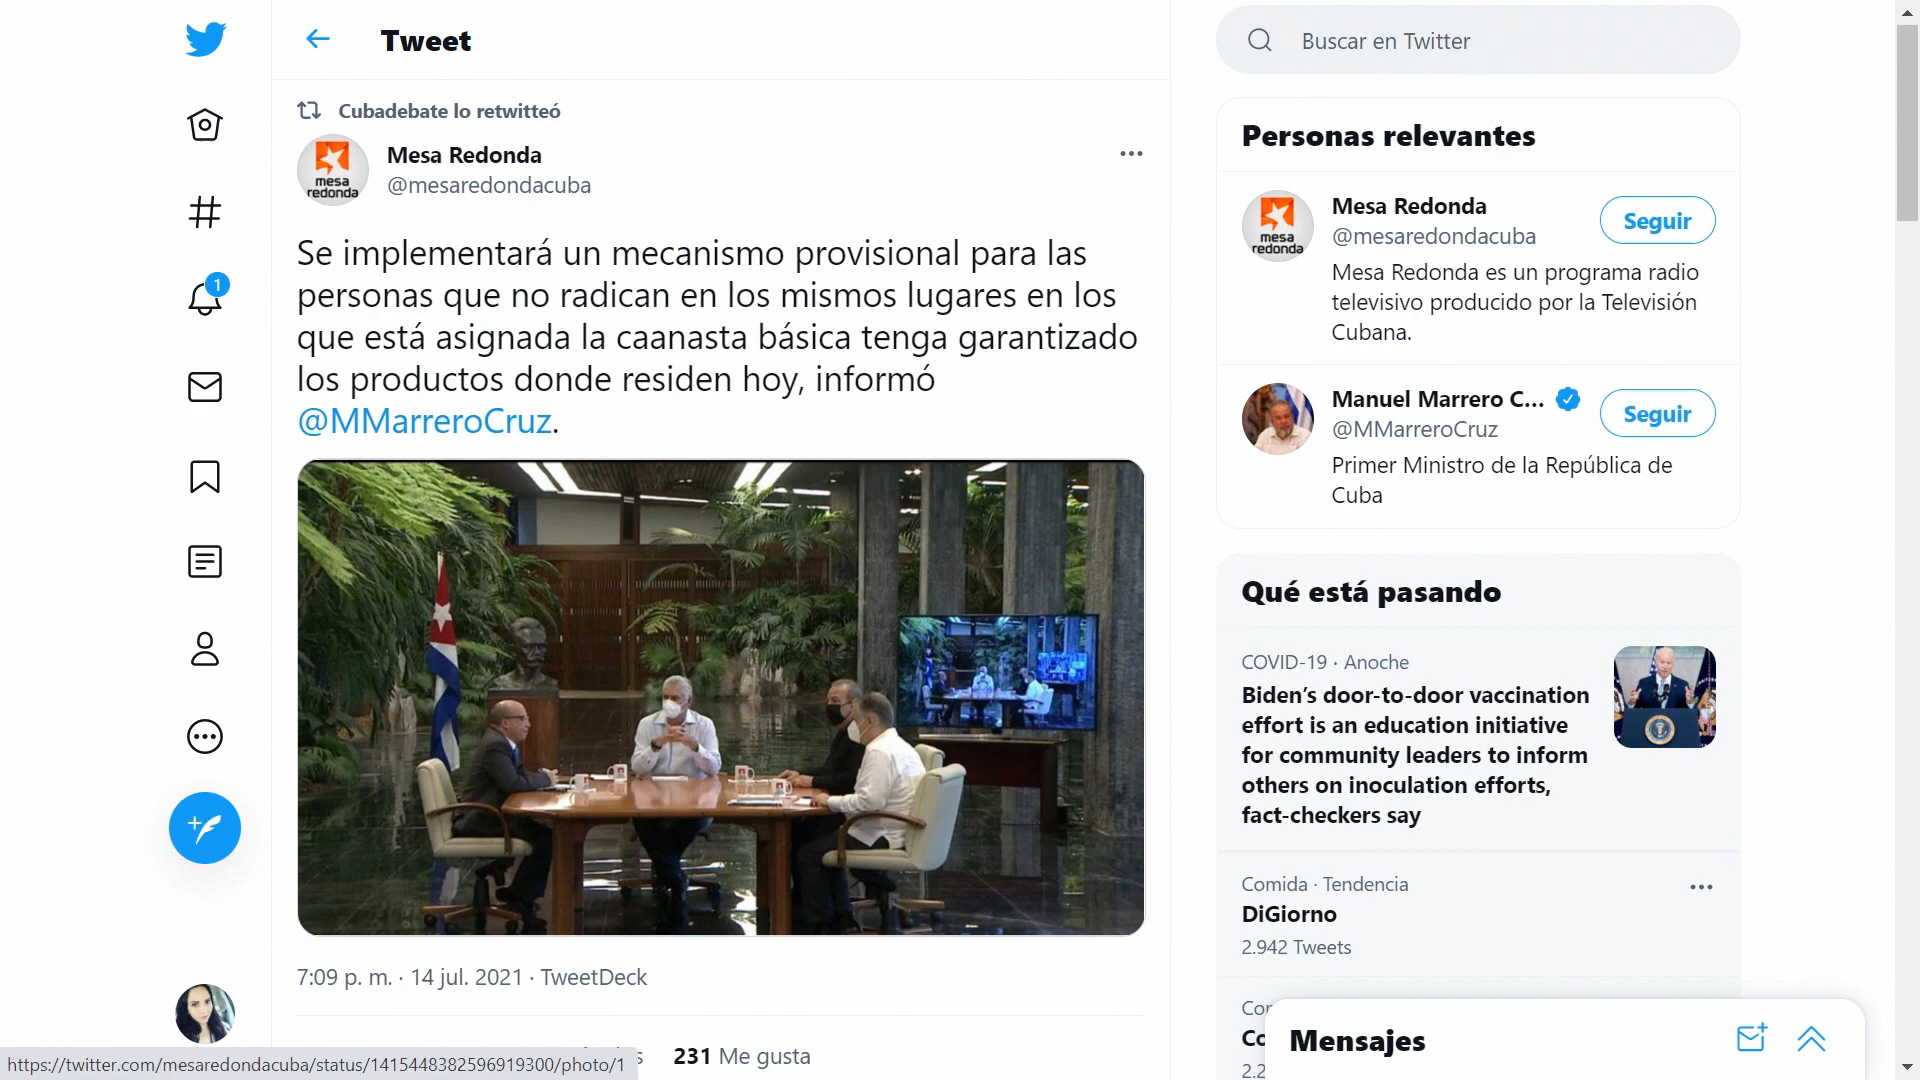 Tweet
Buscar en Twitter
Cubadebate lo retwitteó
mesa
redonda
Mesa Redonda
@mesaredondacuba
Se implementará un mecanismo provisional para las
personas que no radican en los mismos lugares en los
que está asignada la caanasta básica tenga garantizado
los productos donde residen hoy, informó
@MMarreroCruz.
7:09 p. m. · 14 jul. 2021 · TweetDeck
231 Me gusta
1
Personas relevantes
mesa
redonda
Mesa Redonda
@mesaredondacuba
Seguir
Mesa Redonda es un programa radio
televisivo producido por la Televisión
Cubana.
Manuel Marrero C...
@MMarreroCruz
Seguir
Primer Ministro de la República de
Cuba
Qué está pasando
COVID-19 · Anoche
Biden’s door-to-door vaccination
effort is an education initiative
for community leaders to inform
others on inoculation efforts,
fact-checkers say
Comida · Tendencia
DiGiorno
2.942 Tweets
Mensajes
https://twitter.com/mesaredondacuba/status/1415448382596919300/photo/1